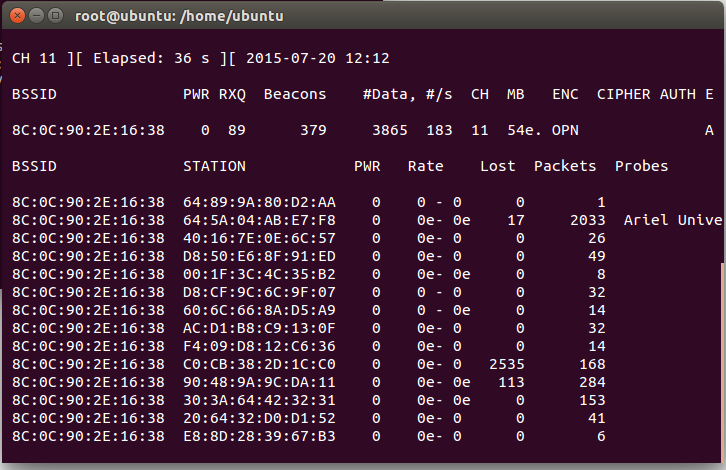 root@ubuntu: /home/ubuntu
CH 11 ][ Elapsed: 36 s ][ 2015-07-20 12:12
BSSID PWR RXQ Beacons #Data, #/s CH MB ENC CIPHER AUTH E
8C:0C:90:2E:16:38 0 89 379 3865 183 11 54e. OPN A
BSSID STATION PWR Rate Lost Packets Probes
8C:0C:90:2E:16:38 64:89:9A:80:D2:AA 0 0 - 0 0 1
8C:0C:90:2E:16:38 64:5A:04:AB:E7:F8 0 0e- 0e 17 2033 Ariel Unive
8C:0C:90:2E:16:38 40:16:7E:0E:6C:57 0 0e- 0 0 26
8C:0C:90:2E:16:38 D8:50:E6:8F:91:ED 0 0e- 0 0 49
8C:0C:90:2E:16:38 00:1F:3C:4C:35:B2 0 0e- 0e 0 8
8C:0C:90:2E:16:38 D8:CF:9C:6C:9F:07 0 0 - 0 0 32
8C:0C:90:2E:16:38 60:6C:66:8A:D5:A9 0 0 - 0e 0 14
8C:0C:90:2E:16:38 AC:D1:B8:C9:13:0F 0 0e- 0 0 32
8C:0C:90:2E:16:38 F4:09:D8:12:C6:36 0 0e- 0 0 14
8C:0C:90:2E:16:38 C0:CB:38:2D:1C:C0 0 0e- 0 2535 168
8C:0C:90:2E:16:38 90:48:9A:9C:DA:11 0 0e- 0e 113 284
8C:0C:90:2E:16:38 30:3A:64:42:32:31 0 0e- 0e 0 153
8C:0C:90:2E:16:38 20:64:32:D0:D1:52 0 0e- 0 0 41
8C:0C:90:2E:16:38 E8:8D:28:39:67:B3 0 0e- 0 0 6